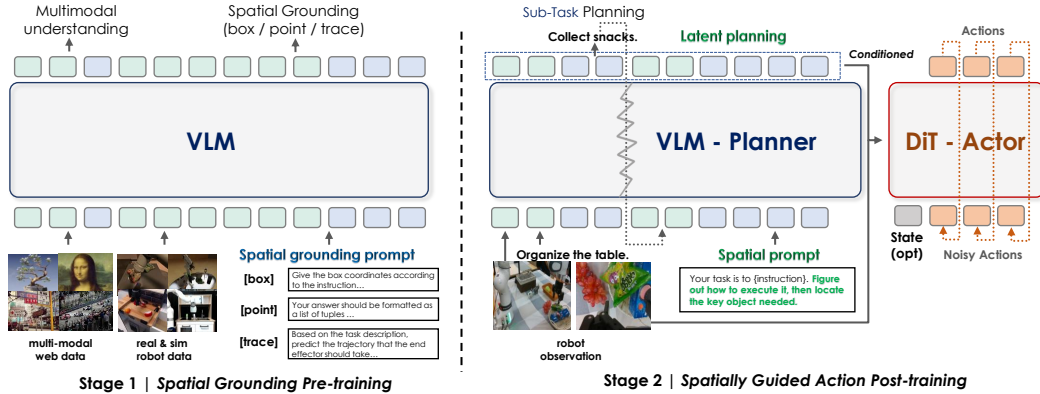 Multimodal
understanding
Spatial Grounding
(box / point / trace)
VLM
Spatial grounding prompt
[box]
Give the box coordinates according
to the instruction…
[point]
Your answer should be formatted as
a list of tuples …
[trace]
Based on the task description,
predict the trajectory that the end
effector should take…
multi-modal
web data
real & sim
robot data
Stage 1 | Spatial Grounding Pre-training
Sub-Task Planning
Collect snacks.
Latent planning
Conditioned
Actions
VLM - Planner
DiT - Actor
Organize the table.
Spatial prompt
State
(opt)
Noisy Actions
Your task is to {instruction}. Figure
out how to execute it, then locate
the key object needed.
robot
observation
Stage 2 | Spatially Guided Action Post-training